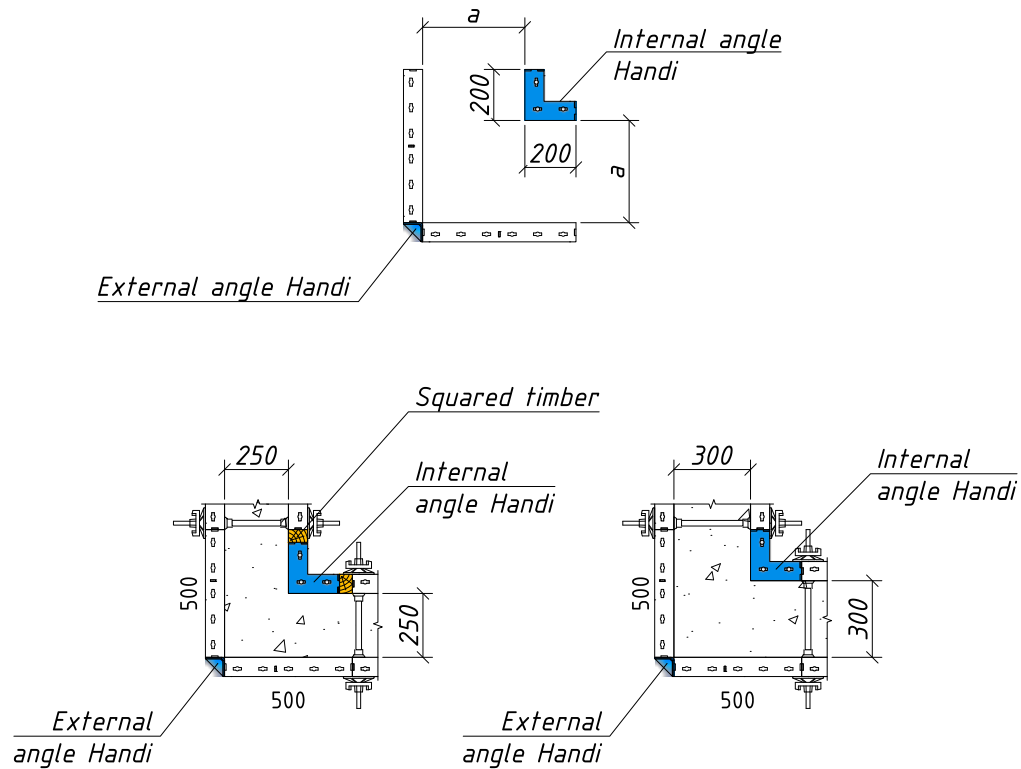 a
Internal angle
Handi
200
200
a
External angle Handi
Squared timber
250
Internal
angle Handi
500
250
500
External
angle Handi
300
Internal
angle Handi
500
300
500
External
angle Handi